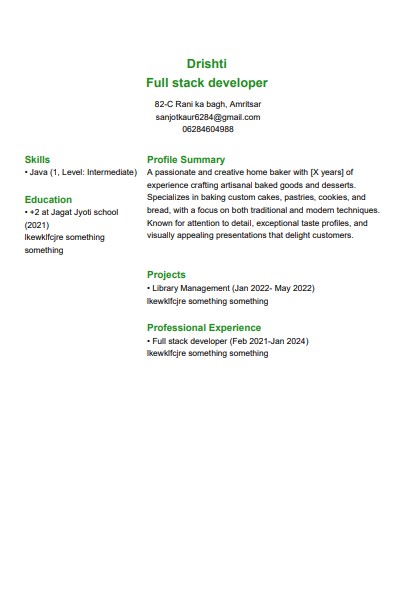 Drishti
Full stack developer
82-C Rani ka bagh, Amritsar
sanjotkaur6284@gmail.com
06284604988
Skills
• Java (1, Level: Intermediate)
Education
• +2 at Jagat Jyoti school
(2021)
lkewklfcjre something
something
Profile Summary
A passionate and creative home baker with [X years] of
experience crafting artisanal baked goods and desserts.
Specializes in baking custom cakes, pastries, cookies, and
bread, with a focus on both traditional and modern techniques.
Known for attention to detail, exceptional taste profiles, and
visually appealing presentations that delight customers.
Projects
• Library Management (Jan 2022- May 2022)
lkewklfcjre something something
Professional Experience
• Full stack developer (Feb 2021-Jan 2024)
lkewklfcjre something something